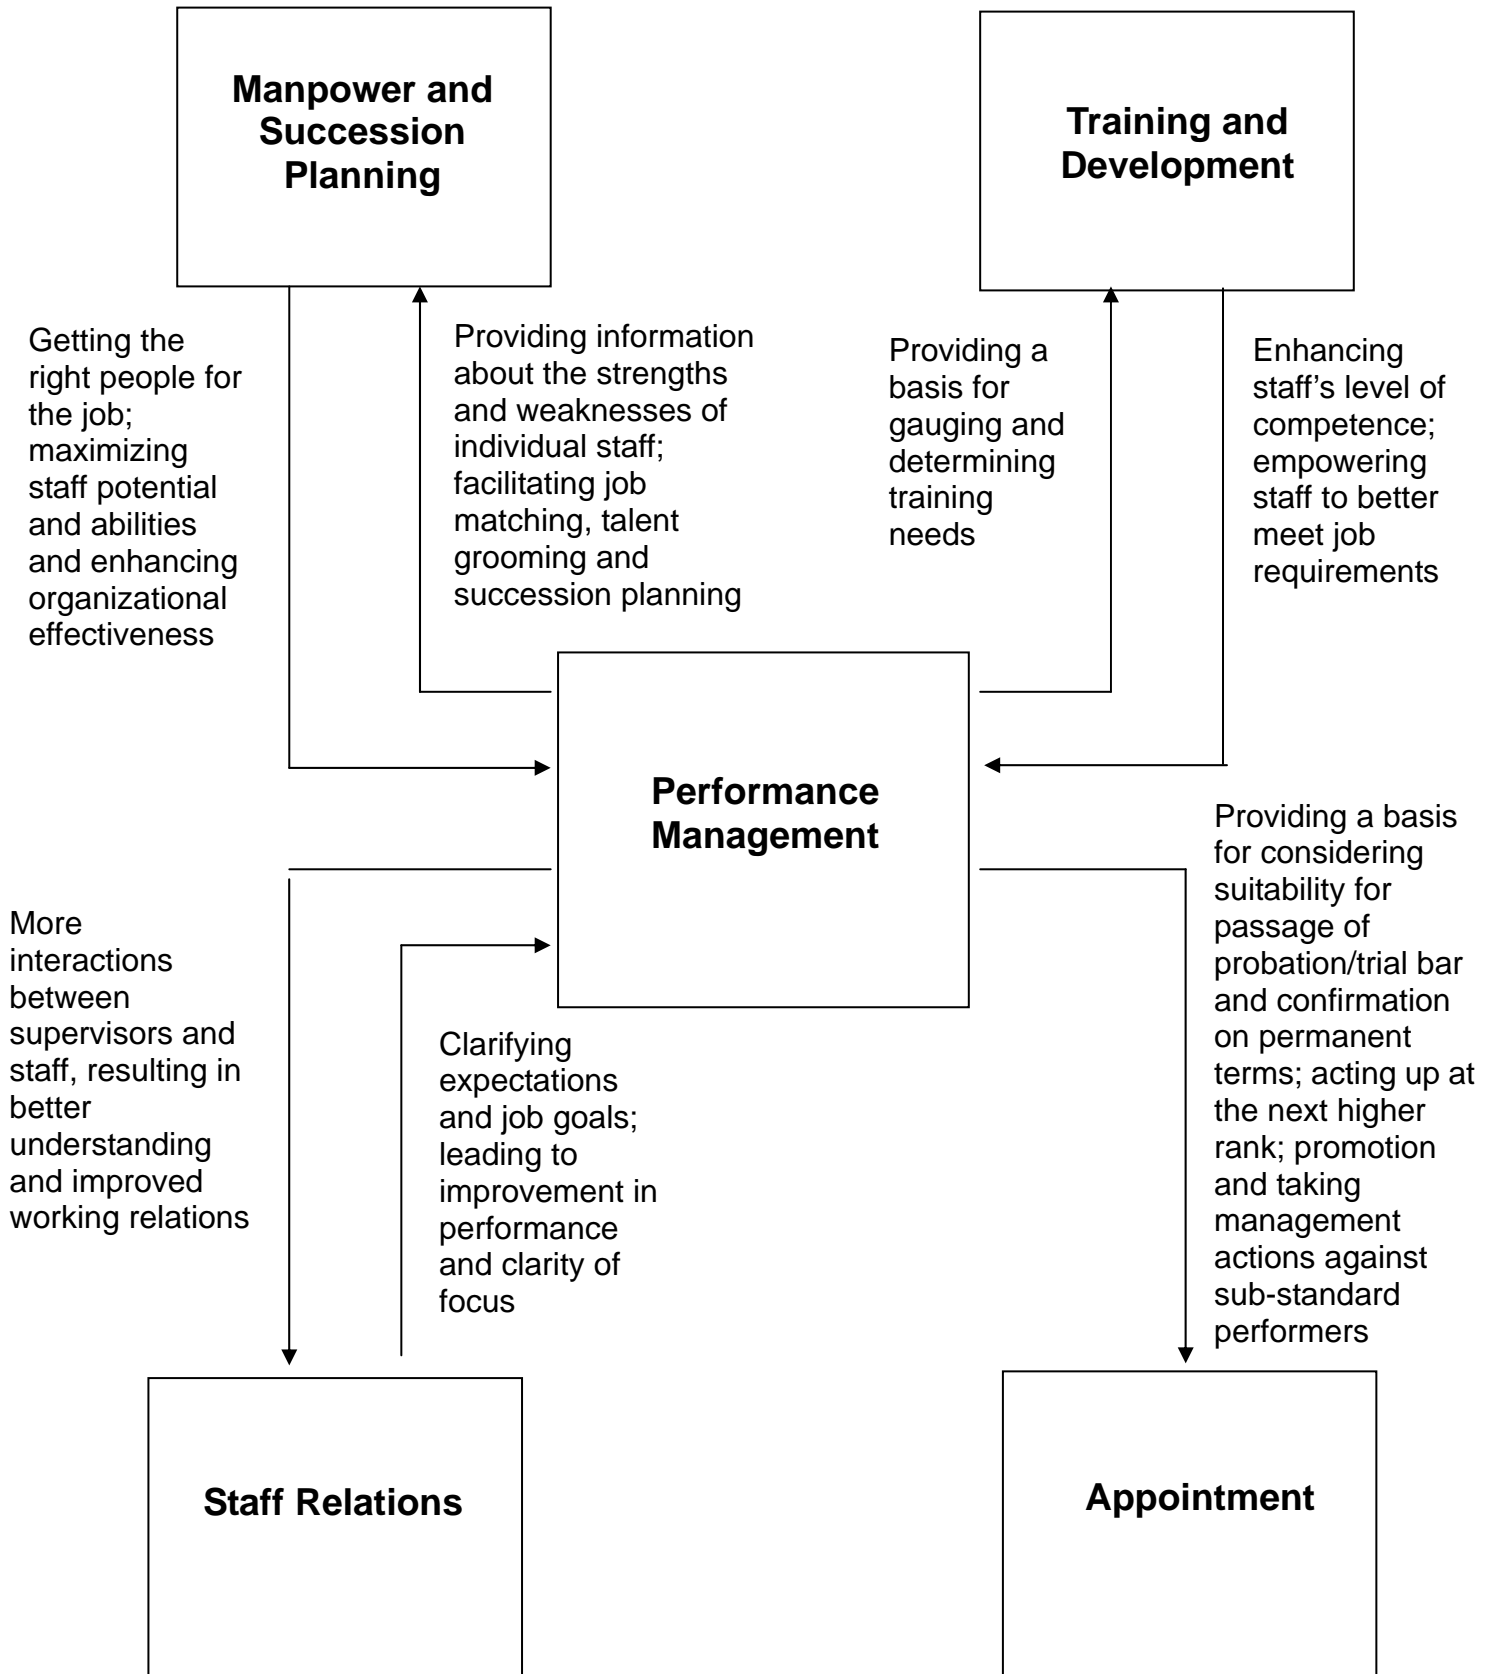 Manpower and
Succession
Planning
Training and
Development
Getting the
right people for
the job;
maximizing
staff potential
and abilities
and enhancing
organizational
effectiveness
Providing information
about the strengths
and weaknesses of
individual staff;
facilitating job
matching, talent
grooming and
succession planning
Providing a
basis for
gauging and
determining
training
needs
Enhancing
staff’s level of
competence;
empowering
staff to better
meet job
requirements
Performance
Management
More
interactions
between
supervisors and
staff, resulting in
better
understanding
and improved
working relations
Clarifying
expectations
and job goals;
leading to
improvement in
performance
and clarity of
focus
Providing a basis
for considering
suitability for
passage of
probation/trial bar
and confirmation
on permanent
terms; acting up at
the next higher
rank; promotion
and taking
management
actions against
sub-standard
performers
Staff Relations
Appointment